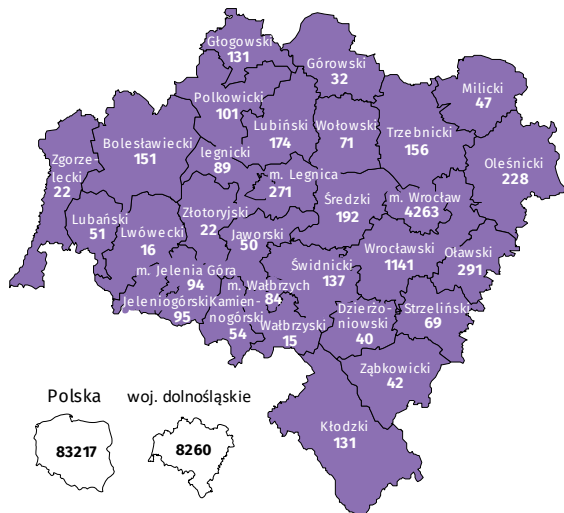 Głogowski
131
Górowski
32
Milicki
47
Polkowicki
101
Lubiński
174
Wołowski
71
Trzebnicki
156
Bolesławiecki
151
legnicki
89
Oleśnicki
228
Zgorze-
lecki
22
m. Legnica
271
Średzki
192
m. Wrocław
4263
Lubański
51
Lwówecki
16
Złotoryjski
22
Jaworski
50
Wrocławski
1141
Oławski
291
m. Jelenia Góra
94
Świdnicki
137
m. Wałbrzych
84
Jeleniogórski
95
Kamien-
nogórski
54
Wałbrzyski
15
Dzierżo-
niowski
40
Strzeliński
69
Ząbkowicki
42
Kłodzki
131
Polska
83217
woj. dolnośląskie
8260